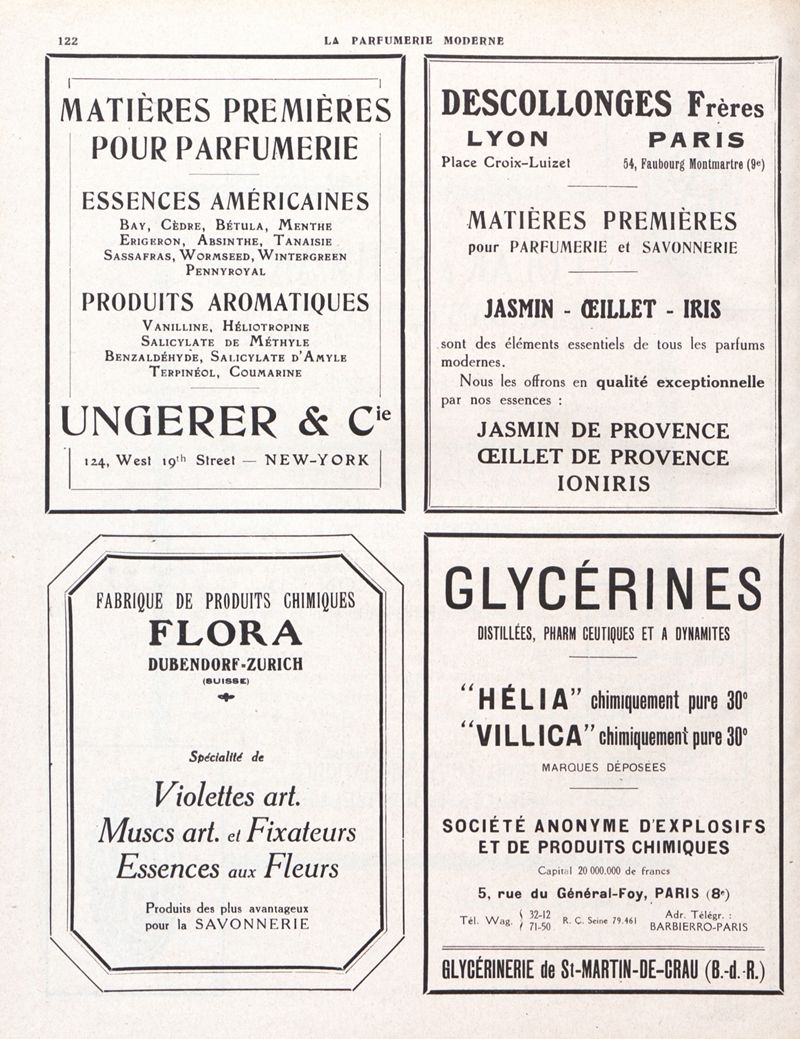 122
LA PARFUMERIE MODERNE
MATIÈRES PREMIÈRES
POUR PARFUMERIE
ESSENCES AMÉRICAINES
BAY, CÈDRE, BÉTULA, MENTHE
ERIGERON, ABSINTHE, TANAISIE
SASSAFRAS, WORMSEED, WINTERGREEN
PENNYROYAL
PRODUITS AROMATIQUES
VANILLINE, HÉLIOTROPINE
SALICYLATE DE MÉTHYLE
BENZALDÉHYDE, SALICYLATE D'AMYLE
TERPINÉOL, COUMARINE
UNGERER & Cie
124, West 19th Street — NEW-YORK
DESCOLLONGES Frères
LYON PARIS
Place Croix-Luizet 54, Faubourg Montmartre (9e)
MATIÈRES PREMIÈRES
pour PARFUMERIE et SAVONNERIE
JASMIN - ŒILLET - IRIS
sont des éléments essentiels de tous les parfums
modernes.
Nous les offrons en qualité exceptionnelle
par nos essences :
JASMIN DE PROVENCE
ŒILLET DE PROVENCE
IONIRIS
FABRIQUE DE PRODUITS CHIMIQUES
FLORA
DUBENDORF-ZURICH
(SUISSE)
Spécialité de
Violettes art.
Muscs art. et Fixateurs
Essences aux Fleurs
Produits des plus avantageux
pour la SAVONNERIE
GLYCÉRINES
DISTILLÉES, PHARM CEUTIQUES ET A DYNAMITES
"HÉLIA" chimiquement pure 30°
"VILLICA" chimiquement pure 30°
MARQUES DÉPOSÉES
SOCIÉTÉ ANONYME D'EXPLOSIFS
ET DE PRODUITS CHIMIQUES
Capital 20 000.000 de francs
5, rue du Général-Foy, PARIS (8e)
Tél. Wag. { 32-12 71-50 R. C. Seine 79.461 Adr. Télégr. :
BARBIERRO-PARIS
GLYCÉRINERIE de St-MARTIN-DE-CRAU (B.-d.-R.)